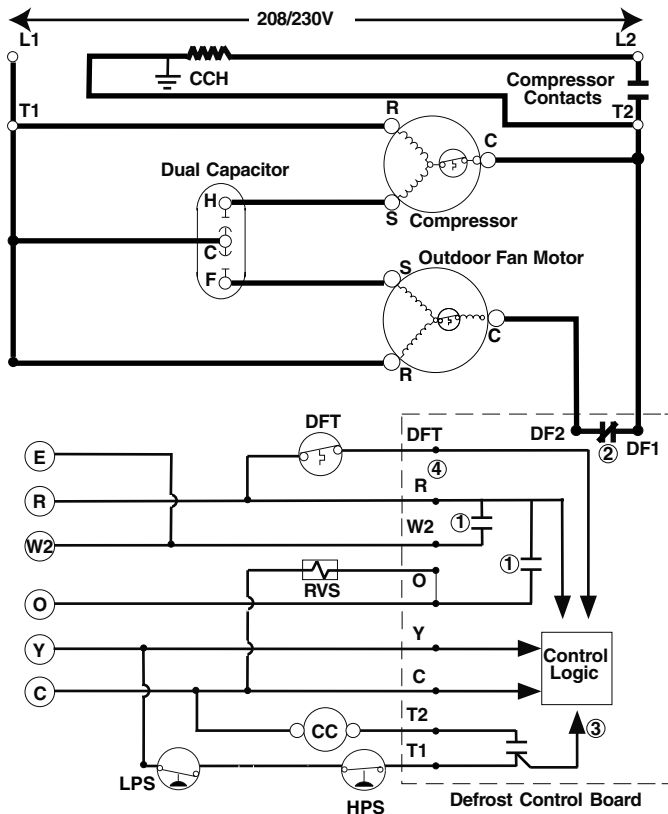 208/230V
L1
L2
CCH
Compressor
Contacts
T1
T2
R
C
Dual Capacitor
H
S
Compressor
C
Outdoor Fan Motor
F
S
C
R
DFT
DFT
DF2
DF1
②
E
④
R
R
W2
①
W2
①
O
RVS
O
Y
Y
Control
Logic
C
C
CC
T2
③
T1
LPS
HPS
Defrost Control Board